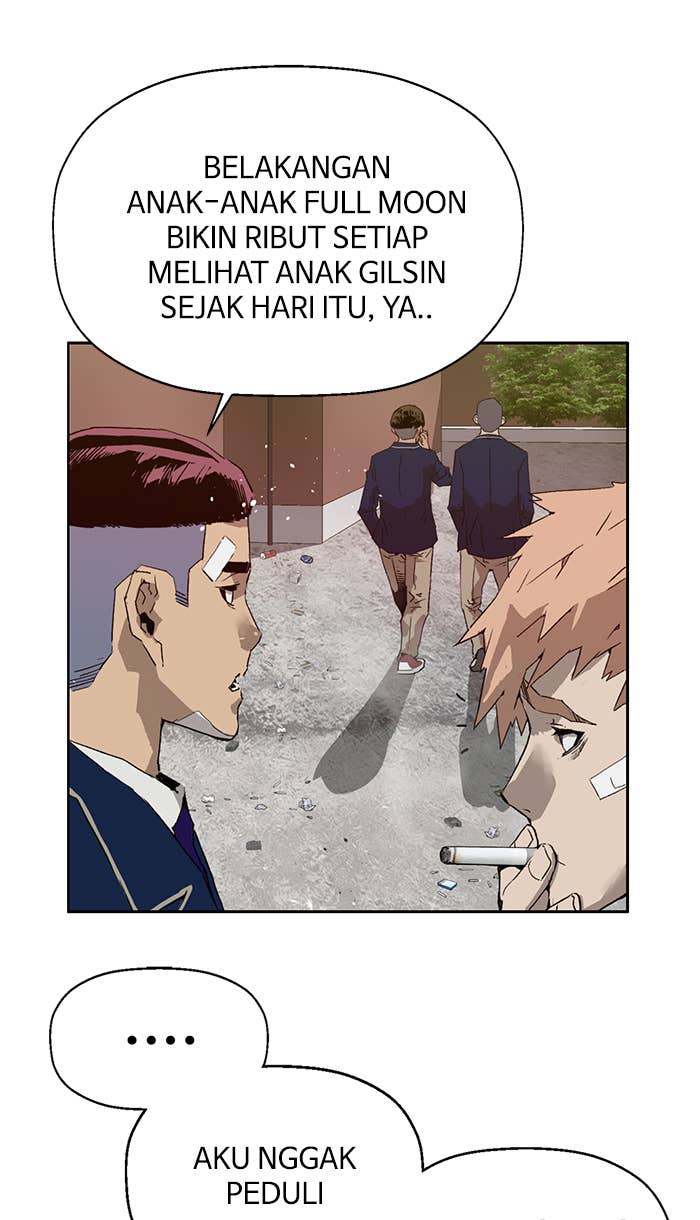 BELAKANGAN
ANAK-ANAK FULL MOON
BIKIN RIBUT SETIAP
MELIHAT ANAK GILSIN
SEJAK HARI ITU, YA..
....
AKU NGGAK
PEDULI